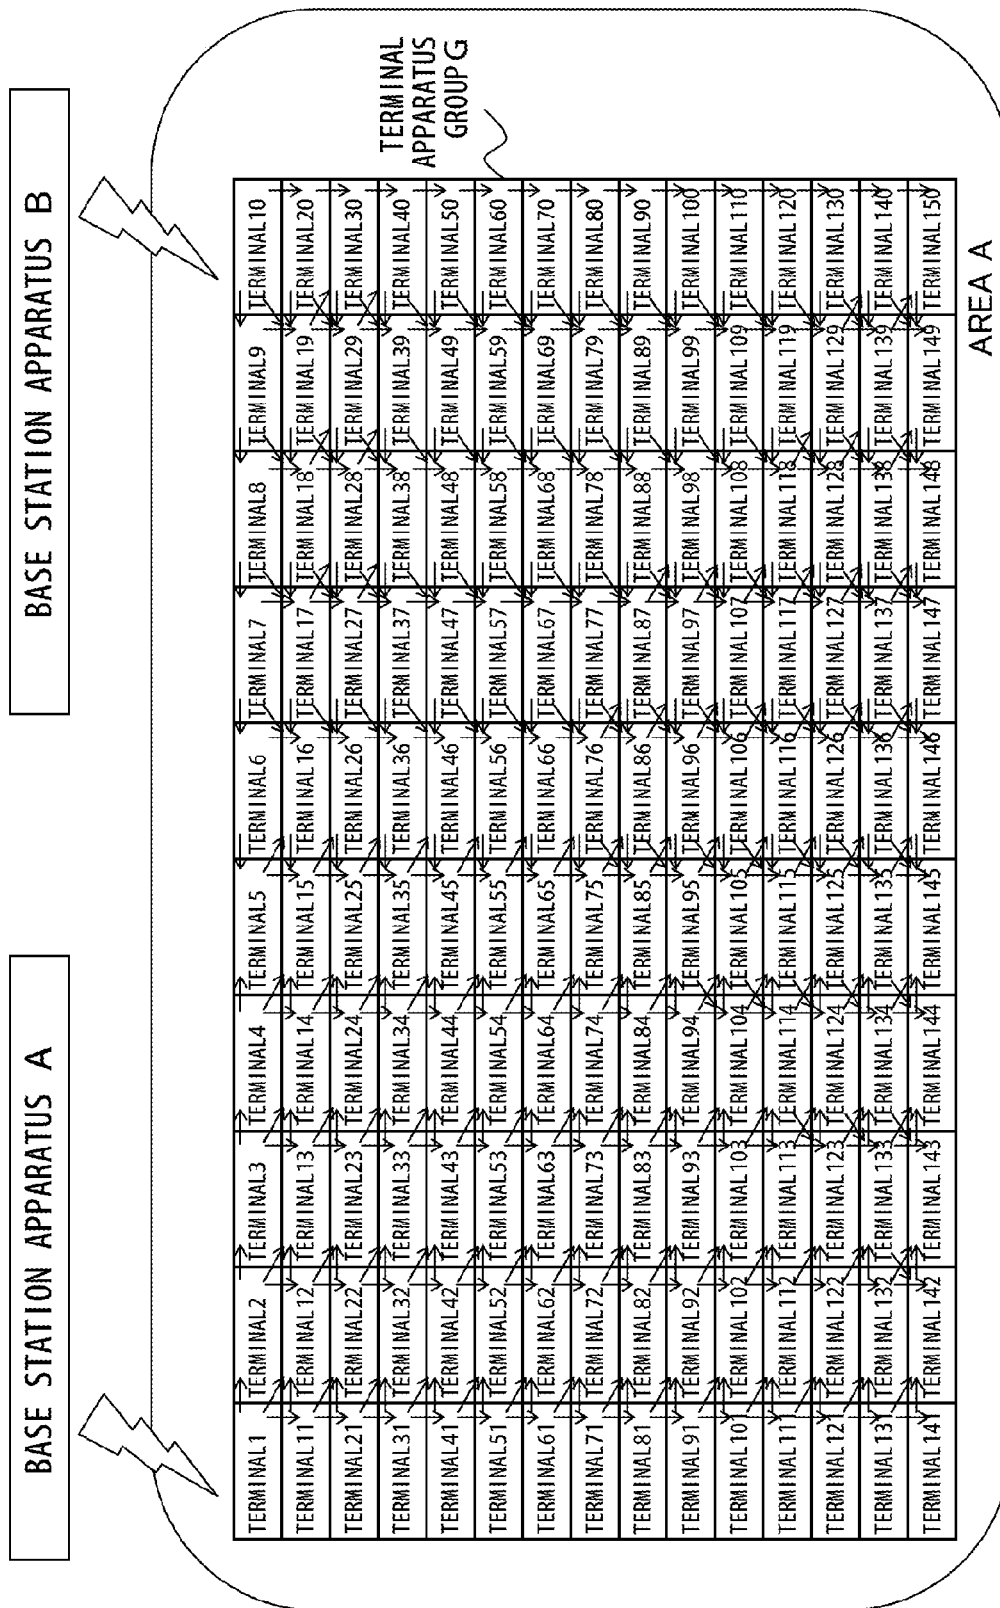 BASE STATION APPARATUS A
BASE STATION APPARATUS B
TERMINAL
APPARATUS
GROUP G
TERMINAL1 TERMINAL2 TERMINAL3 TERMINAL4 TERMINAL5 TERMINAL6 TERMINAL7 TERMINAL8 TERMINAL9 TERMINAL10
TERMINAL11 TERMINAL12 TERMINAL13 TERMINAL14 TERMINAL15 TERMINAL16 TERMINAL17 TERMINAL18 TERMINAL19 TERMINAL20
TERMINAL21 TERMINAL22 TERMINAL23 TERMINAL24 TERMINAL25 TERMINAL26 TERMINAL27 TERMINAL28 TERMINAL29 TERMINAL30
TERMINAL31 TERMINAL32 TERMINAL33 TERMINAL34 TERMINAL35 TERMINAL36 TERMINAL37 TERMINAL38 TERMINAL39 TERMINAL40
TERMINAL41 TERMINAL42 TERMINAL43 TERMINAL44 TERMINAL45 TERMINAL46 TERMINAL47 TERMINAL48 TERMINAL49 TERMINAL50
TERMINAL51 TERMINAL52 TERMINAL53 TERMINAL54 TERMINAL55 TERMINAL56 TERMINAL57 TERMINAL58 TERMINAL59 TERMINAL60
TERMINAL61 TERMINAL62 TERMINAL63 TERMINAL64 TERMINAL65 TERMINAL66 TERMINAL67 TERMINAL68 TERMINAL69 TERMINAL70
TERMINAL71 TERMINAL72 TERMINAL73 TERMINAL74 TERMINAL75 TERMINAL76 TERMINAL77 TERMINAL78 TERMINAL79 TERMINAL80
TERMINAL81 TERMINAL82 TERMINAL83 TERMINAL84 TERMINAL85 TERMINAL86 TERMINAL87 TERMINAL88 TERMINAL89 TERMINAL90
TERMINAL91 TERMINAL92 TERMINAL93 TERMINAL94 TERMINAL95 TERMINAL96 TERMINAL97 TERMINAL98 TERMINAL99 TERMINAL100
TERMINAL101 TERMINAL102 TERMINAL103 TERMINAL104 TERMINAL105 TERMINAL106 TERMINAL107 TERMINAL108 TERMINAL109 TERMINAL110
TERMINAL111 TERMINAL112 TERMINAL113 TERMINAL114 TERMINAL115 TERMINAL116 TERMINAL117 TERMINAL118 TERMINAL119 TERMINAL120
TERMINAL121 TERMINAL122 TERMINAL123 TERMINAL124 TERMINAL125 TERMINAL126 TERMINAL127 TERMINAL128 TERMINAL129 TERMINAL130
TERMINAL131 TERMINAL132 TERMINAL133 TERMINAL134 TERMINAL135 TERMINAL136 TERMINAL137 TERMINAL138 TERMINAL139 TERMINAL140
TERMINAL141 TERMINAL142 TERMINAL143 TERMINAL144 TERMINAL145 TERMINAL146 TERMINAL147 TERMINAL148 TERMINAL149 TERMINAL150
AREA A